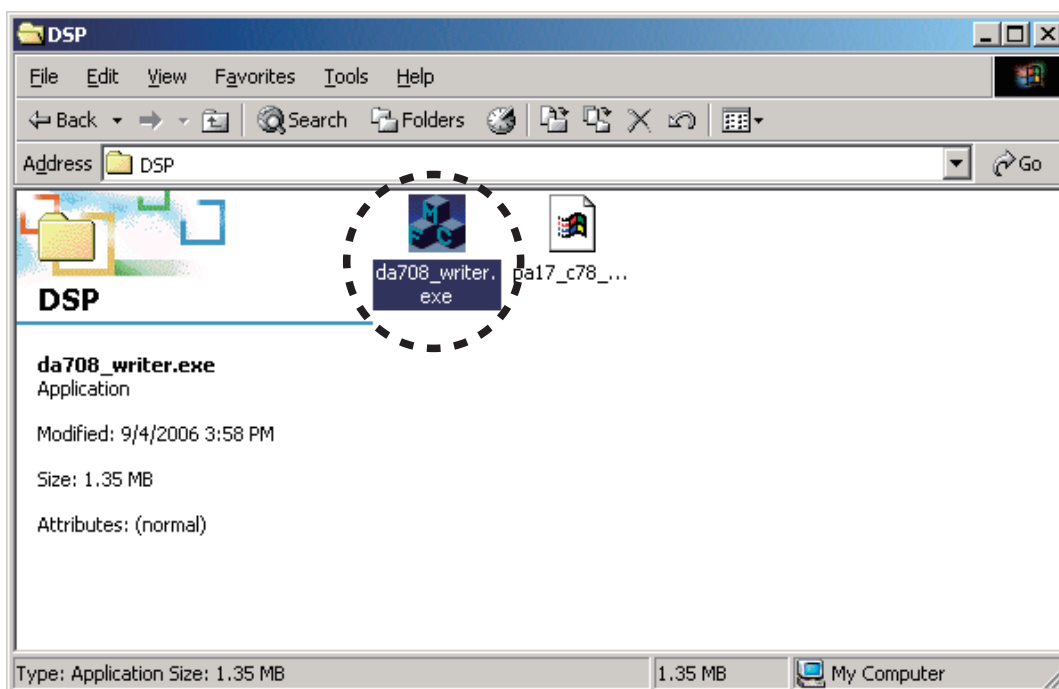 DSP
File Edit View Favorites Tools Help
Back Search Folders
Address DSP Go
M
F C
da708_writer.
exe
pa17_c78_...
DSP
da708_writer.exe
Application
Modified: 9/4/2006 3:58 PM
Size: 1.35 MB
Attributes: (normal)
Type: Application Size: 1.35 MB 1.35 MB My Computer